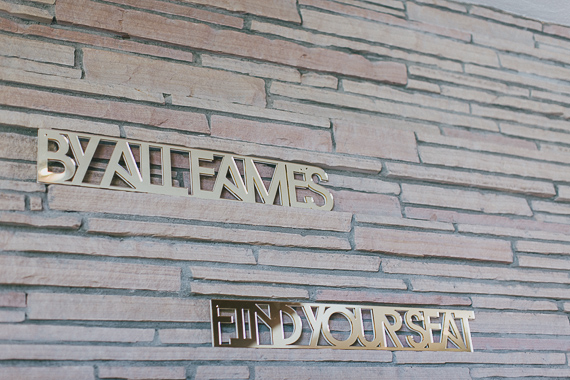 BY ALL FAMES
FIND YOUR SEAT